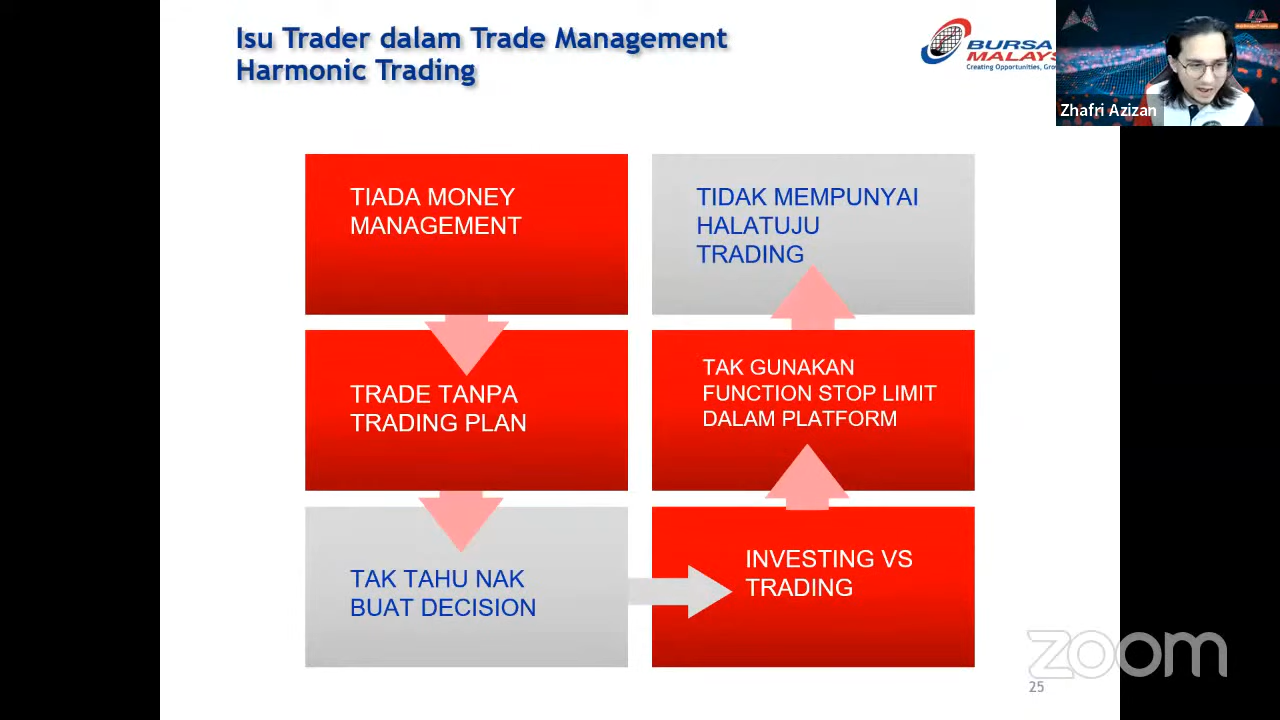 Isu Trader dalam Trade Management
Harmonic Trading
BURSA
MALAYS
Creating Opportunities, Gro
Zhafri Azizan
TIADA MONEY
MANAGEMENT
TRADE TANPA
TRADING PLAN
TAK TAHU NAK
BUAT DECISION
INVESTING VS
TRADING
TAK GUNAKAN
FUNCTION STOP LIMIT
DALAM PLATFORM
TIDAK MEMPUNYAI
HALATUJU
TRADING
zoom
25